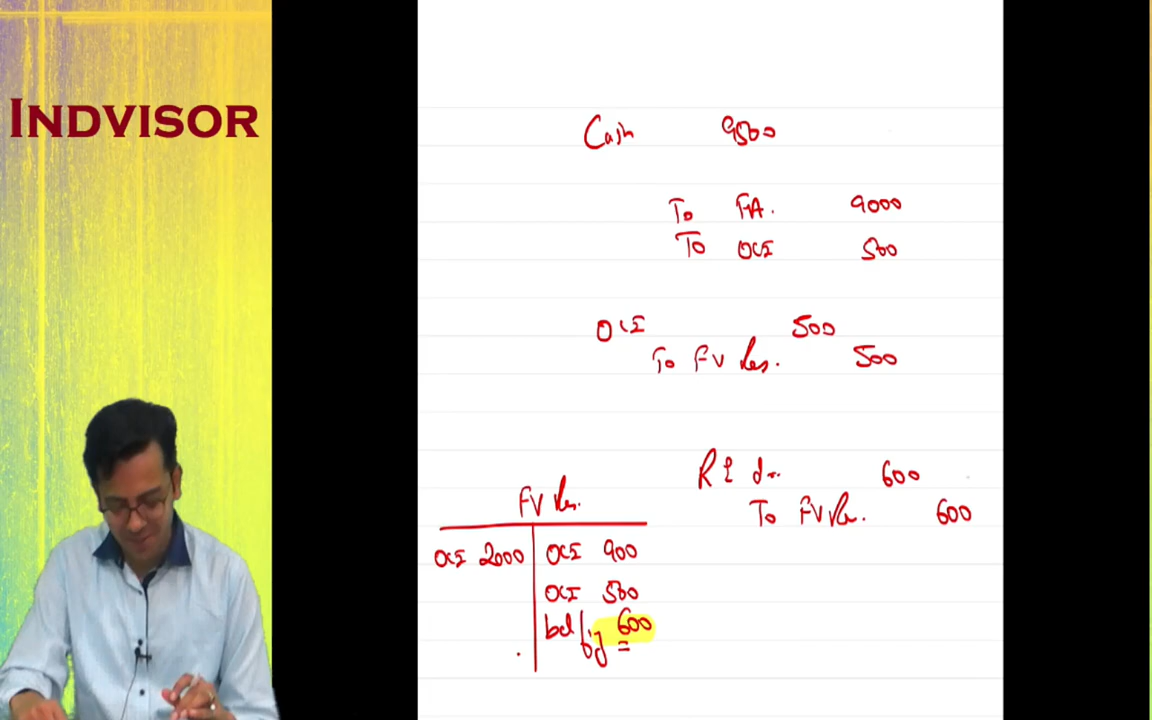 INDVISOR
Cash 9500
To FA. 9000
To OCI 500
OCI 500
To FV Res. 500
RE dr. 600
To FV Res. 600
FV Res.
OCI 2000 OCI 900
OCI 500
bal/fig 600